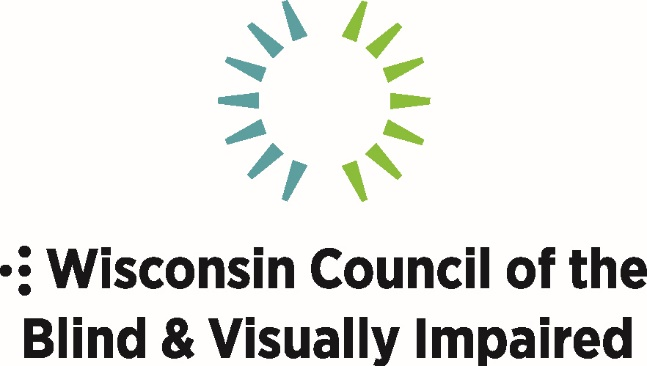 ⠺ Wisconsin Council of the
Blind & Visually Impaired